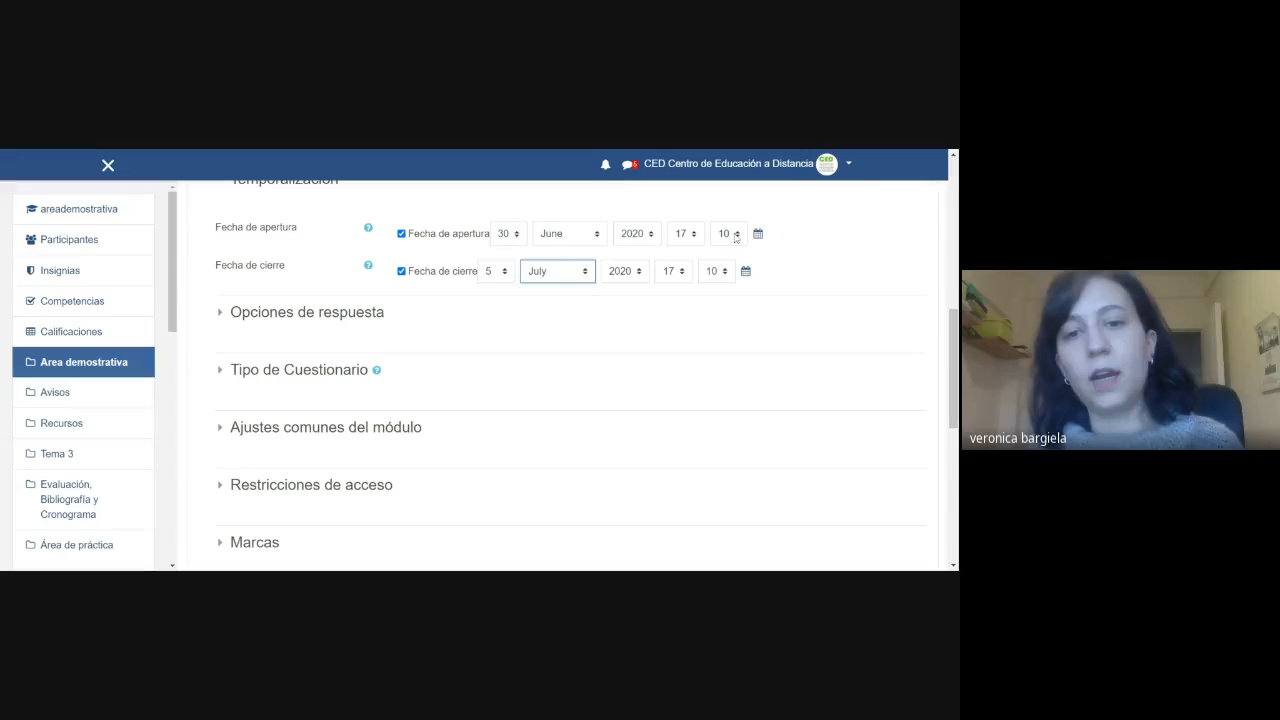 CED Centro de Educación a Distancia
areademostrativa
Participantes
Insignias
Competencias
Calificaciones
Area demostrativa
Avisos
Recursos
Tema 3
Evaluación,
Bibliografía y
Cronograma
Área de práctica
Temporalización
Fecha de apertura
Fecha de apertura 30 June 2020 17 10
Fecha de cierre
Fecha de cierre 5 July 2020 17 10
Opciones de respuesta
Tipo de Cuestionario
Ajustes comunes del módulo
Restricciones de acceso
Marcas
veronica bargiela